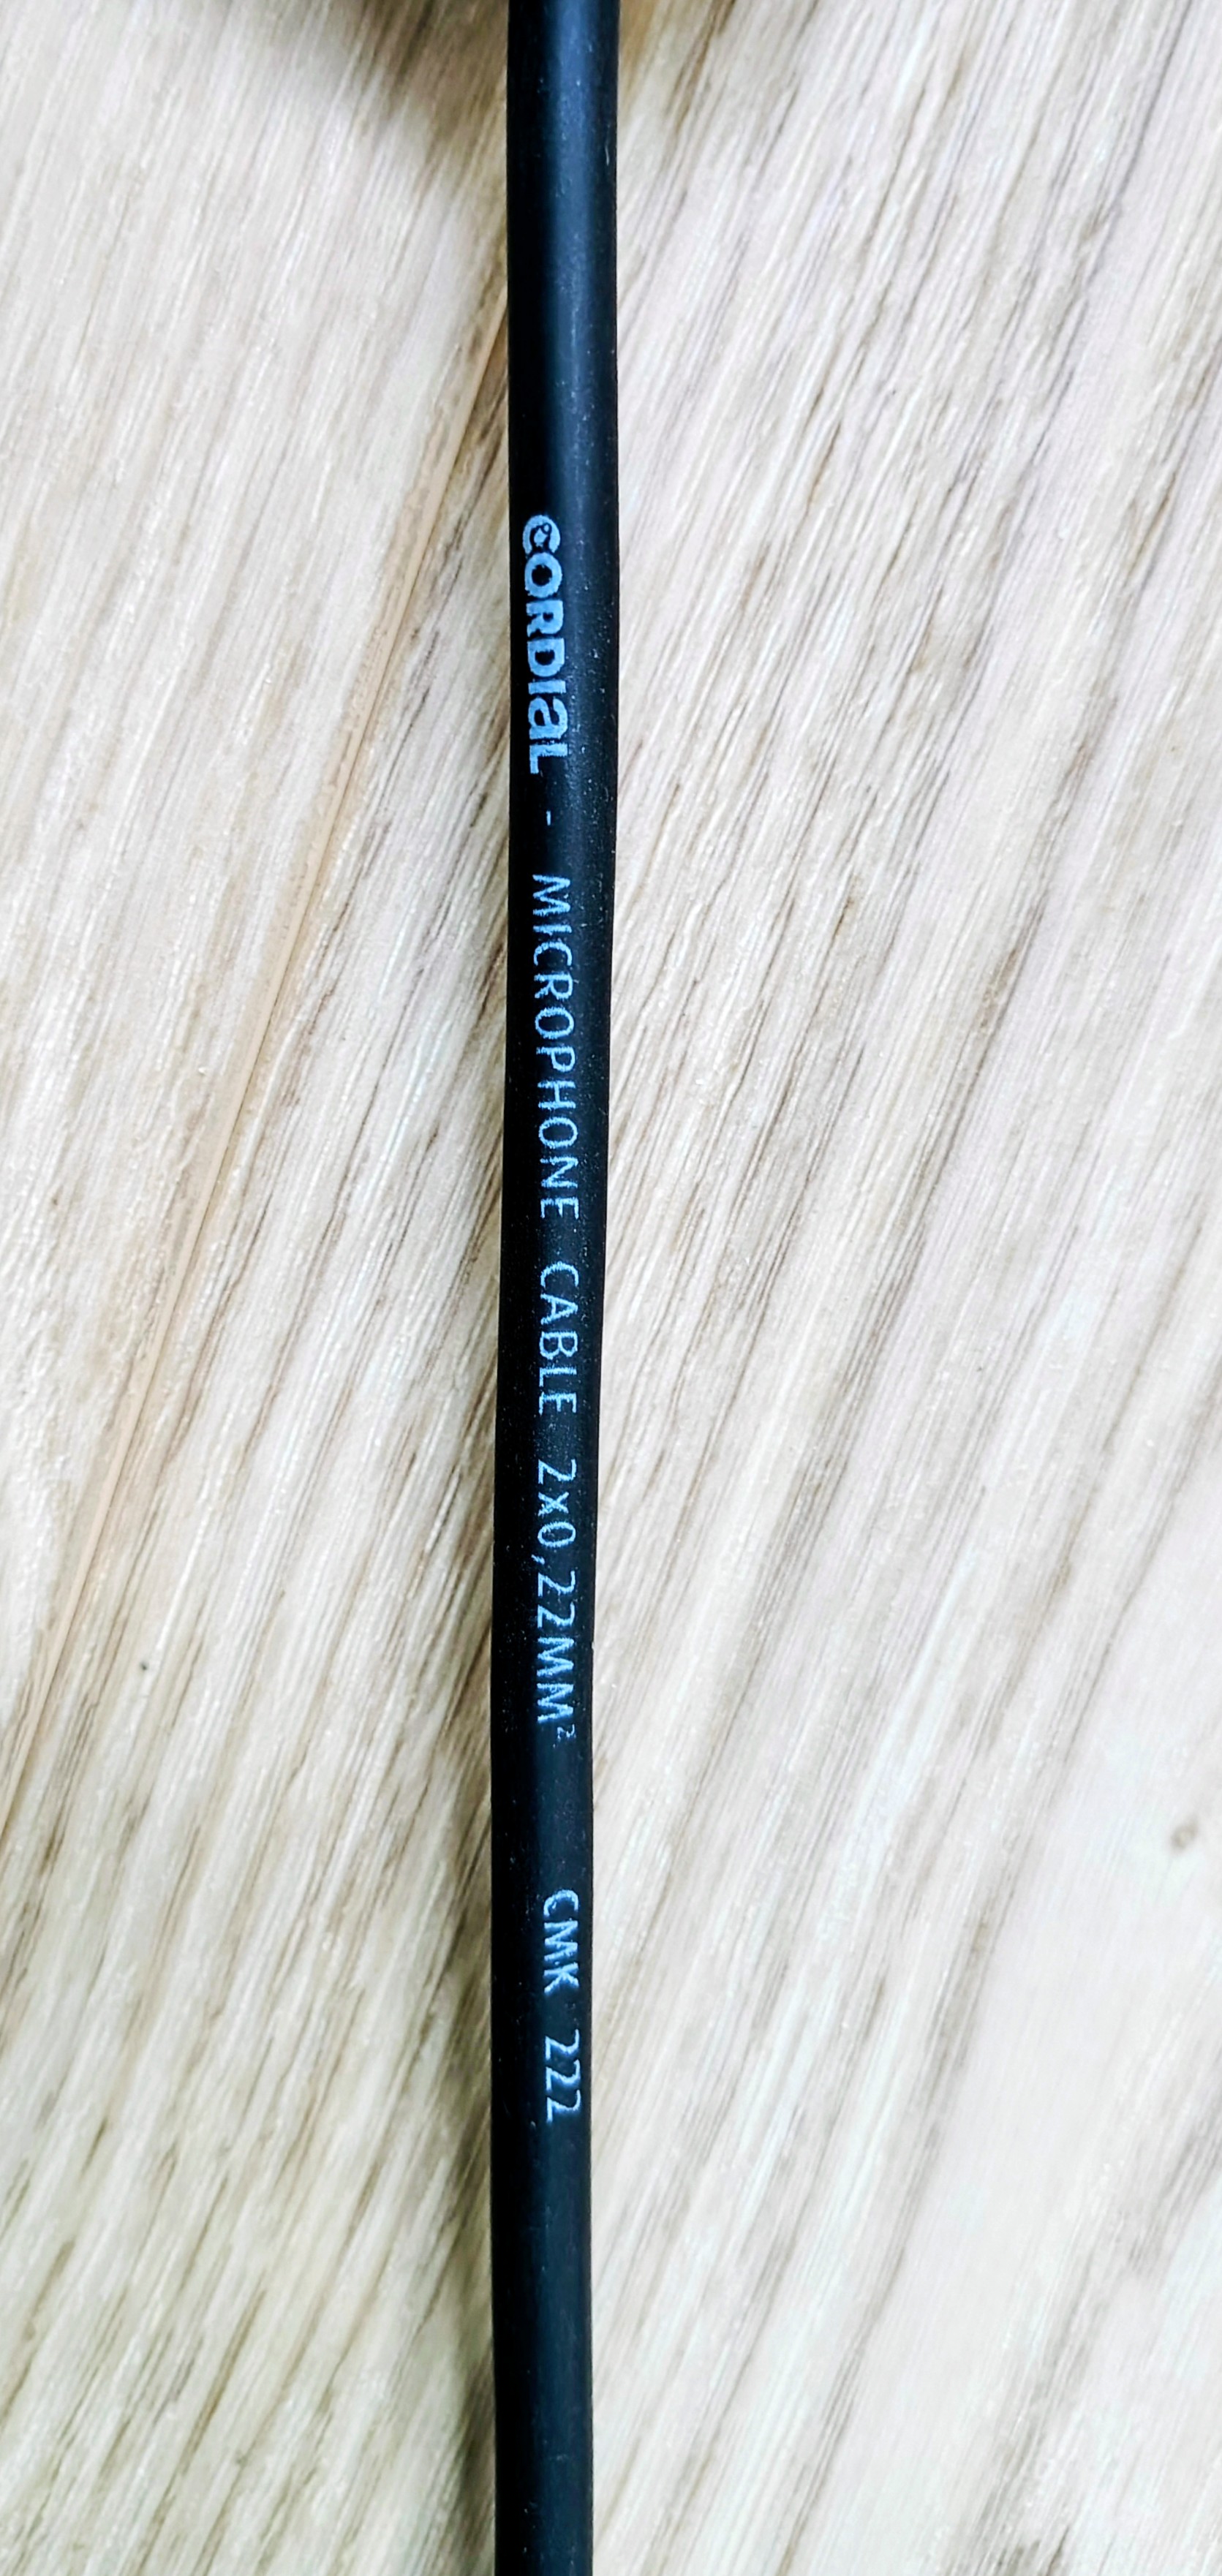 CORDIAL - MICROPHONE CABLE 2x0,22MM² CMK 222